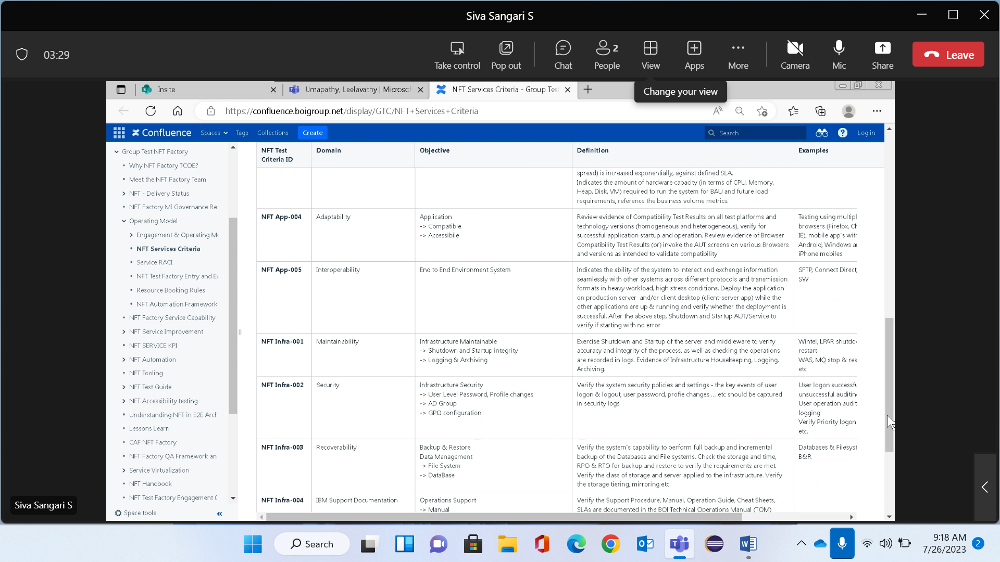 Siva Sangari S
03:29
Take control
Pop out
Chat
2
People
View
Apps
More
Camera
Mic
Share
Leave
Insite
Umapathy, Leelavathy | Microsof
NFT Services Criteria - Group Tes
Change your view
https://confluence.boigroup.net/display/GTC/NFT+Services+Criteria
Confluence
Spaces
Tags
Collections
Create
Search
Log in
Group Test NFT Factory
Why NFT Factory TCOE?
Meet the NFT Factory Team
NFT - Delivery Status
NFT Factory MI Governance Re
Operating Model
Engagement & Operating Mo
NFT Services Criteria
Service RACI
NFT Test Factory Entry and Ex
Resource Booking Rules
NFT Automation Framework
NFT Factory Service Capability
NFT Service Improvement
NFT SERVICE KPI
NFT Automation
NFT Tooling
NFT Test Guide
NFT Accessibility testing
Understanding NFT in E2E Arch
Lessons Learn
CAF NFT Factory
NFT Factory QA Framework an
Service Virtualization
NFT Handbook
NFT Test Factory Engagement C
Space tools
NFT Test
Criteria ID
Domain
Objective
Definition
Examples
spread) is increased exponentially, against defined SLA.
Indicates the amount of hardware capacity (in terms of CPU, Memory,
Heap, Disk, VM) required to run the system for BAU and future load
requirements, reference the business volume metrics.
NFT App-004
Adaptability
Application
-> Compatible
-> Accessibile
Review evidence of Compatibility Test Results on all test platforms and
technology versions (homogeneous and heterogeneous), verify for
successful application startup and operation. Review evidence of Browser
Compatibility Test Results (or) invoke the AUT screens on various Browsers
and versions as intended to validate compatibility
Testing using multipl
browsers (Firefox, Ch
IE), mobile app's with
Android, Windows a
iPhone mobiles
NFT App-005
Interoperability
End to End Environment System
Indicates the ability of the system to interact and exchange information
seamlessly with other systems across different protocols and transmission
formats in heavy workload, high stress conditions. Deploy the application
on production server and/or client desktop (client-server app) while the
other applications are up & running and verify whether the deployment is
successful. After the above step, Shutdown and Startup AUT/Service to
verify if starting with no error
SFTP, Connect Direct,
SW
NFT Infra-001
Maintainability
Infrastructure Maintainable
-> Shutdown and Startup integrity
-> Logging & Archiving
Exercise Shutdown and Startup of the server and middleware to verify
accuracy and integrity of the process, as well as checking the operations
are recorded in logs. Evidence of Infrastructure Housekeeping, Logging,
Archiving.
Wintel, LPAR shutdov
restart
WAS, MQ stop & res
etc
NFT Infra-002
Security
Infrastructure Security
-> User Level Password, Profile changes
-> AD Group
-> GPO configuration
Verify the system security policies and settings - the key events of user
logon & logout, user password, profie changes ... etc should be captured
in security logs
User logon successfu
unsuccessful auditin
User operation audit
logging
Verify Priority logon
etc.
NFT Infra-003
Recoverability
Backup & Restore
Data Management
-> File System
-> DataBase
Verify the system's capability to perform full backup and incremental
backup of the Databases and File systems. Check the storage and time,
RPO & RTO for backup and restore to verify the requirements are met.
Verify the class of storage and server applied to the infrastructure. Verify
the storage tiering, mirroring etc.
Databases & Filesyst
B&R
NFT Infra-004
IBM Support Documentation
Operations Support
-> Manual
Verify the Support Procedure, Manual, Operation Guide, Cheat Sheets,
SLAs are documented in the BOI Technical Operations Manual (TOM)
Siva Sangari S
Search
9:18 AM
7/26/2023
2